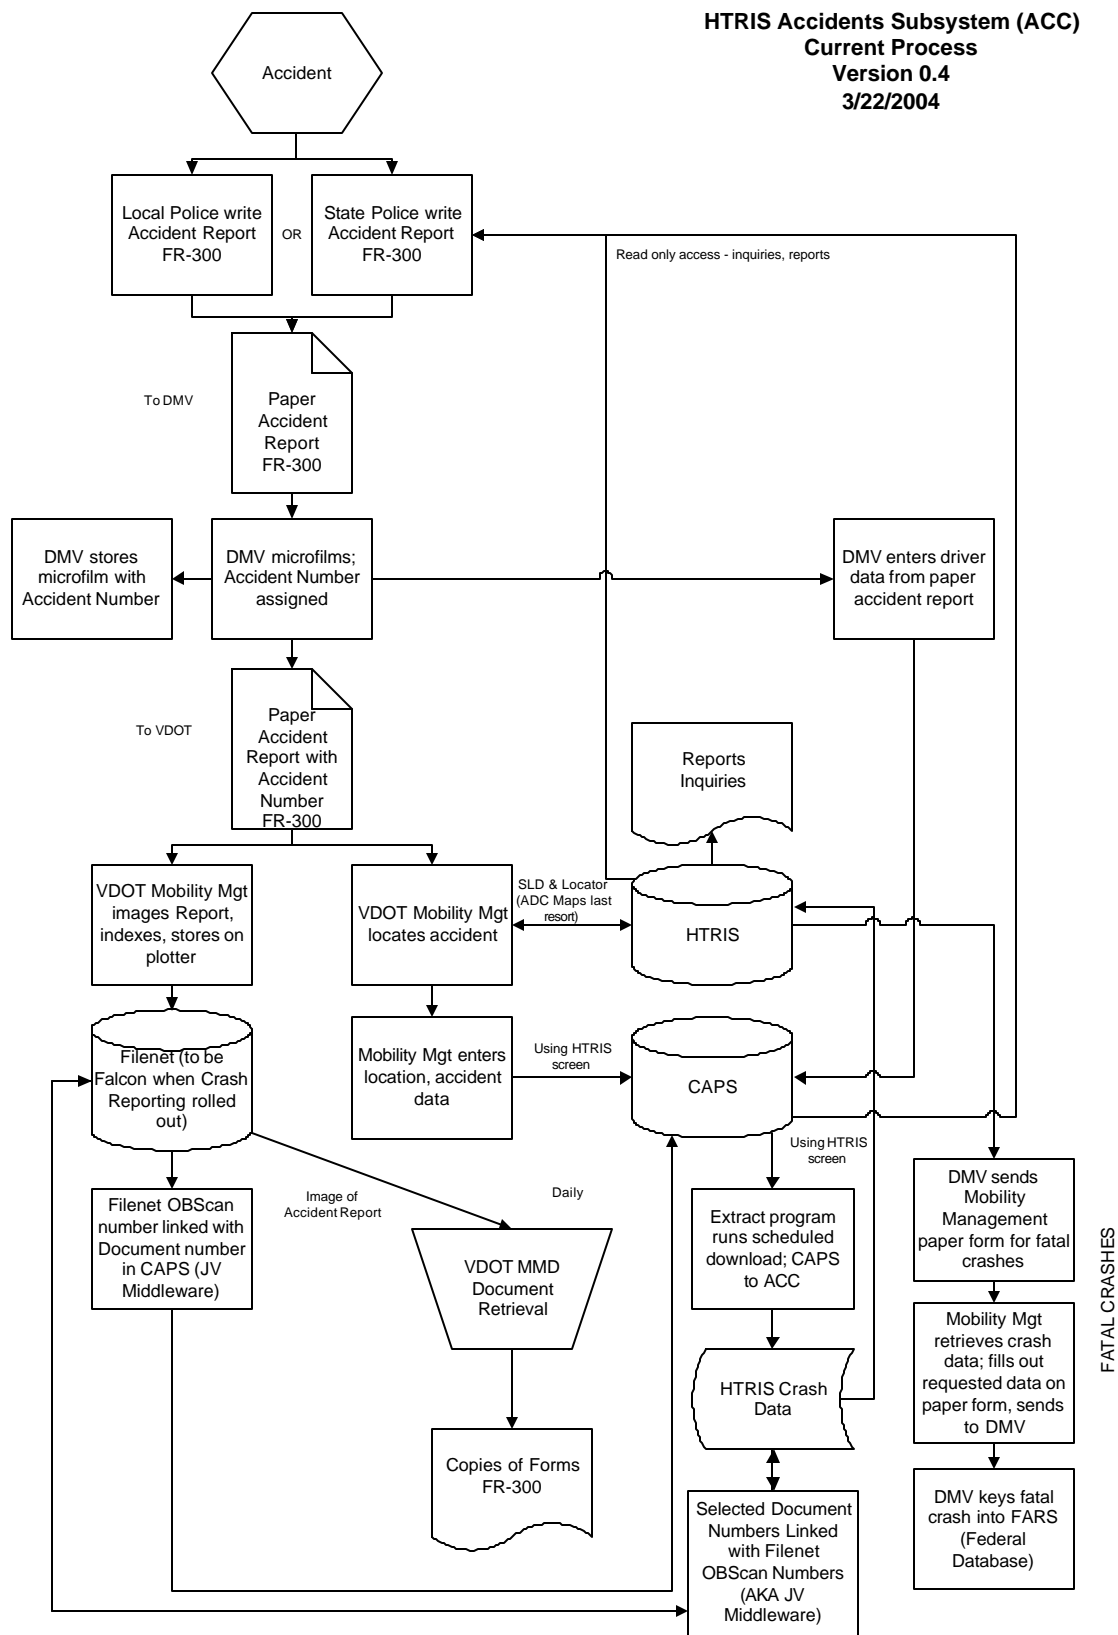 HTRIS Accidents Subsystem (ACC)
Current Process
Version 0.4
3/22/2004
Accident
Local Police write
Accident Report
FR-300
OR
State Police write
Accident Report
FR-300
Read only access - inquiries, reports
To DMV
Paper
Accident
Report
FR-300
DMV stores
microfilm with
Accident Number
DMV microfilms;
Accident Number
assigned
DMV enters driver
data from paper
accident report
To VDOT
Paper
Accident
Report with
Accident
Number
FR-300
Reports
Inquiries
VDOT Mobility Mgt
images Report,
indexes, stores on
plotter
VDOT Mobility Mgt
locates accident
SLD & Locator
(ADC Maps last
resort)
HTRIS
Filenet (to be
Falcon when Crash
Reporting rolled
out)
Mobility Mgt enters
location, accident
data
Using HTRIS
screen
CAPS
Using HTRIS
screen
Filenet OBScan
number linked with
Document number
in CAPS (JV
Middleware)
Image of
Accident Report
Daily
VDOT MMD
Document
Retrieval
Extract program
runs scheduled
download; CAPS
to ACC
DMV sends
Mobility
Management
paper form for fatal
crashes
FATAL CRASHES
Mobility Mgt
retrieves crash
data; fills out
requested data on
paper form, sends
to DMV
HTRIS Crash
Data
Copies of Forms
FR-300
Selected Document
Numbers Linked
with Filenet
OBScan Numbers
(AKA JV
Middleware)
DMV keys fatal
crash into FARS
(Federal
Database)